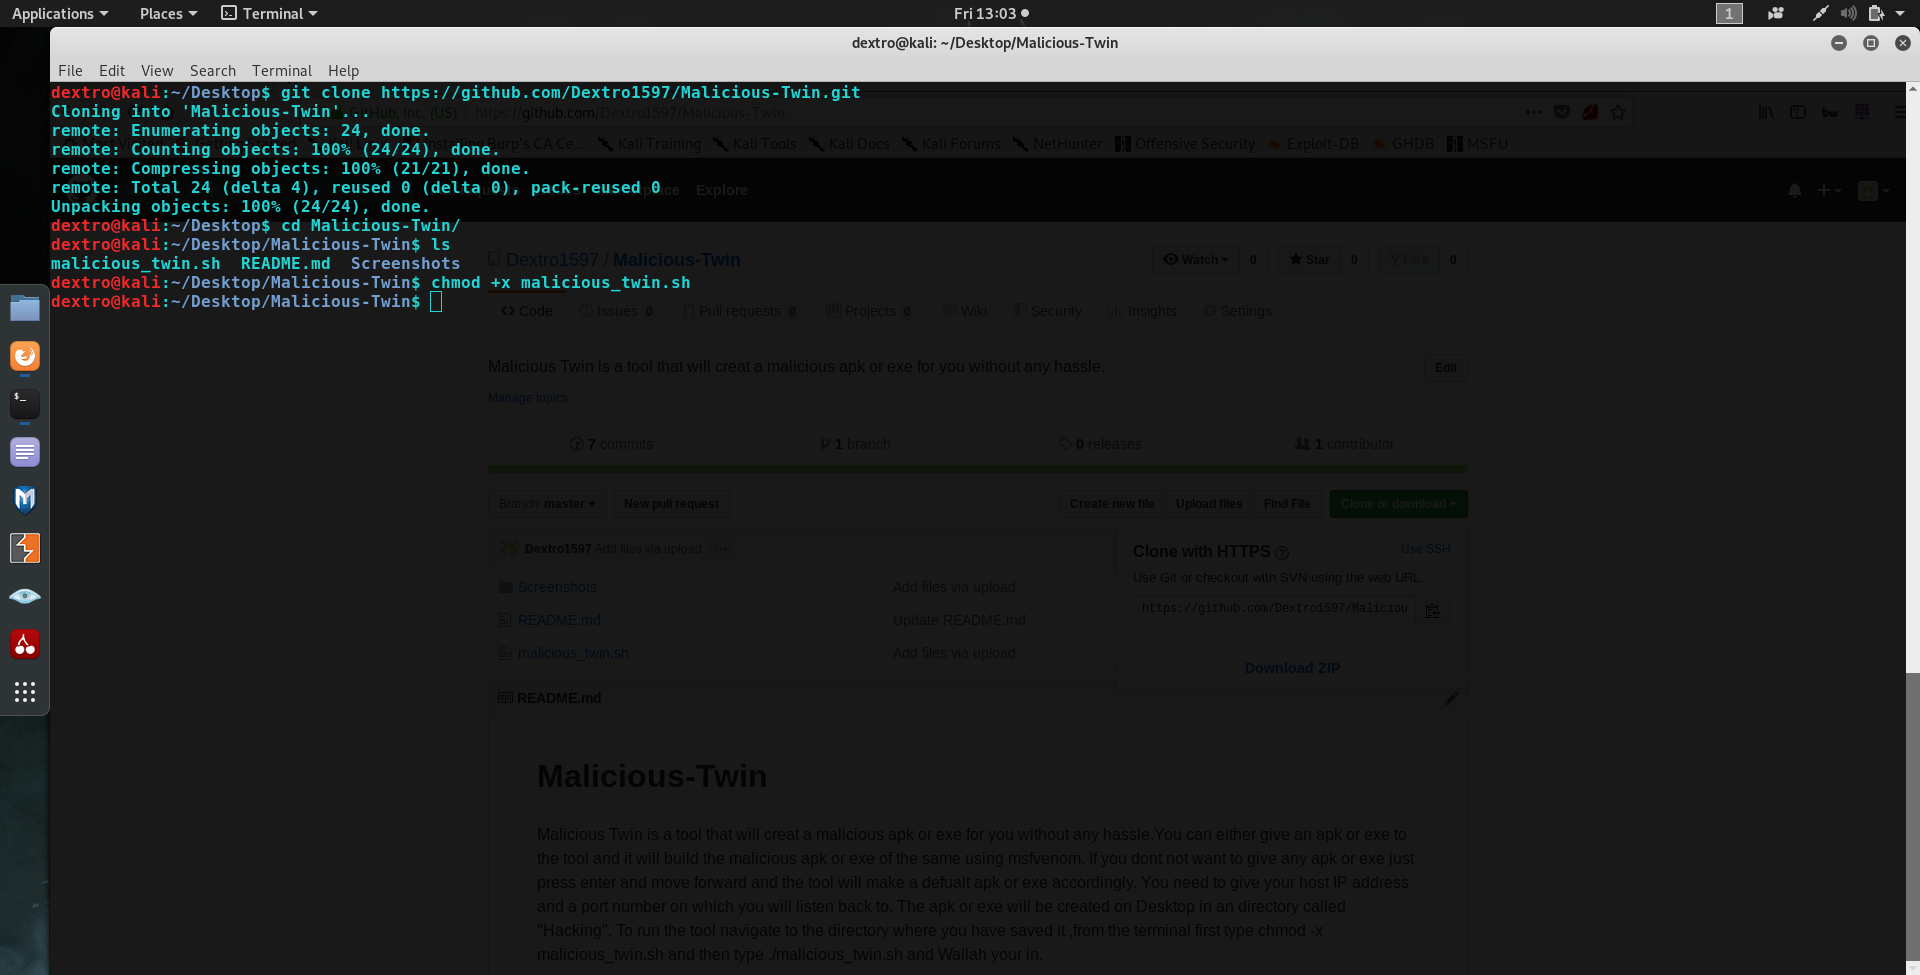 Applications Places Terminal Fri 13:03 1
dextro@kali: ~/Desktop/Malicious-Twin
File Edit View Search Terminal Help
dextro@kali:~/Desktop$ git clone https://github.com/Dextro1597/Malicious-Twin.git
Cloning into 'Malicious-Twin'...
GitHub, Inc. (US) https://github.com/Dextro1597/Malicious-Twin
remote: Enumerating objects: 24, done.
remote: Counting objects: 100% (24/24), done.
Burp's CA Ce... Kali Training Kali Tools Kali Docs Kali Forums NetHunter Offensive Security Exploit-DB GHDB MSFU
remote: Compressing objects: 100% (21/21), done.
remote: Total 24 (delta 4), reused 0 (delta 0), pack-reused 0
Explore
Unpacking objects: 100% (24/24), done.
dextro@kali:~/Desktop$ cd Malicious-Twin/
dextro@kali:~/Desktop/Malicious-Twin$ ls
malicious_twin.sh README.md Screenshots
dextro@kali:~/Desktop/Malicious-Twin$ chmod +x malicious_twin.sh
dextro@kali:~/Desktop/Malicious-Twin$
Dextro1597 / Malicious-Twin
Watch 0 Star 0 Fork 0
Code Issues 0 Pull requests 0 Projects 0 Wiki Security Insights Settings
Malicious Twin is a tool that will creat a malicious apk or exe for you without any hassle. Edit
Manage topics
7 commits 1 branch 0 releases 1 contributor
Branch: master New pull request Create new file Upload files Find File Clone or download
Dextro1597 Add files via upload ...
Screenshots Add files via upload
README.md Update README.md
malicious_twin.sh Add files via upload
Clone with HTTPS Use SSH
Use Git or checkout with SVN using the web URL.
https://github.com/Dextro1597/Maliciou
Download ZIP
README.md
Malicious-Twin
Malicious Twin is a tool that will creat a malicious apk or exe for you without any hassle.You can either give an apk or exe to
the tool and it will build the malicious apk or exe of the same using msfvenom. If you dont not want to give any apk or exe just
press enter and move forward and the tool will make a defualt apk or exe accordingly. You need to give your host IP address
and a port number on which you will listen back to. The apk or exe will be created on Desktop in an directory called
"Hacking". To run the tool navigate to the directory where you have saved it ,from the terminal first type chmod -x
malicious_twin.sh and then type ./malicious_twin.sh and Wallah your in.